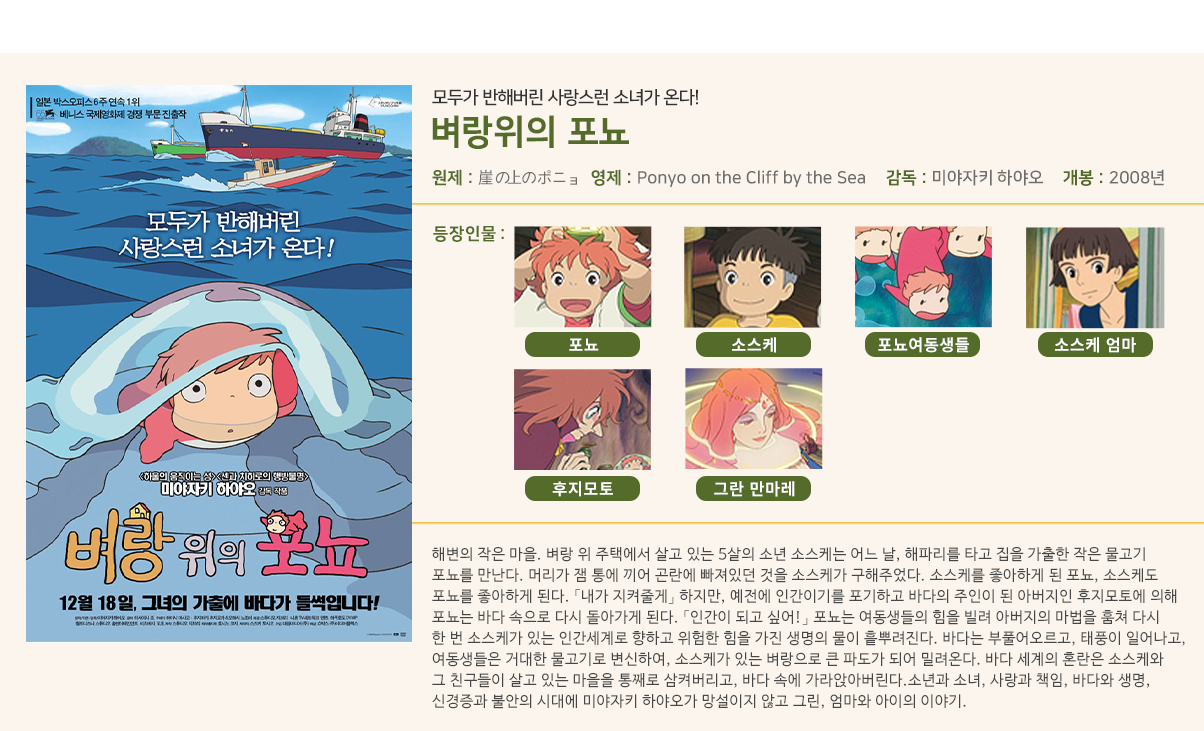 일본 박스오피스 6주 연속 1위
베니스 국제영화제 경쟁 부문 진출작
모두가 반해버린
사랑스런 소녀가 온다!
<하울의 움직이는 성> <센과 치히로의 행방불명>
미야자키 하야오 감독 작품
벼랑 위의 포뇨
12월 18일, 그녀의 가출에 바다가 들썩입니다!
모두가 반해버린 사랑스런 소녀가 온다!
벼랑위의 포뇨
원제 : 崖の上のポニョ 영제 : Ponyo on the Cliff by the Sea 감독 : 미야자키 하야오 개봉 : 2008년
등장인물 :
포뇨 소스케 포뇨여동생들 소스케 엄마
후지모토 그란 만마레
해변의 작은 마을. 벼랑 위 주택에서 살고 있는 5살의 소년 소스케는 어느 날, 해파리를 타고 집을 가출한 작은 물고기
포뇨를 만난다. 머리가 잼 통에 끼어 곤란에 빠져있던 것을 소스케가 구해주었다. 소스케를 좋아하게 된 포뇨, 소스케도
포뇨를 좋아하게 된다. 「내가 지켜줄게」 하지만, 예전에 인간이기를 포기하고 바다의 주인이 된 아버지인 후지모토에 의해
포뇨는 바다 속으로 다시 돌아가게 된다. 「인간이 되고 싶어!」 포뇨는 여동생들의 힘을 빌려 아버지의 마법을 훔쳐 다시
한 번 소스케가 있는 인간세계로 향하고 위험한 힘을 가진 생명의 물이 흩뿌려진다. 바다는 부풀어오르고, 태풍이 일어나고,
여동생들은 거대한 물고기로 변신하여, 소스케가 있는 벼랑으로 큰 파도가 되어 밀려온다. 바다 세계의 혼란은 소스케와
그 친구들이 살고 있는 마을을 통째로 삼켜버리고, 바다 속에 가라앉아버린다.소년과 소녀, 사랑과 책임, 바다와 생명,
신경증과 불안의 시대에 미야자키 하야오가 망설이지 않고 그린, 엄마와 아이의 이야기.